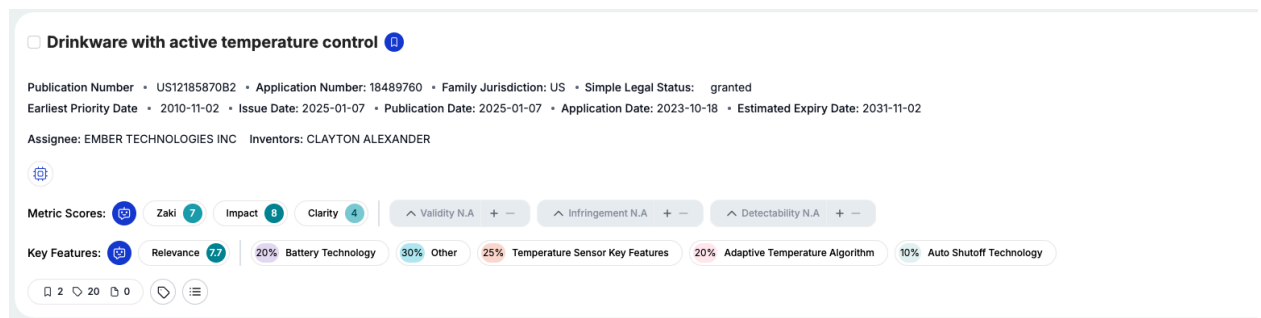 Drinkware with active temperature control
Publication Number • US12185870B2 • Application Number: 18489760 • Family Jurisdiction: US • Simple Legal Status: granted
Earliest Priority Date • 2010-11-02 • Issue Date: 2025-01-07 • Publication Date: 2025-01-07 • Application Date: 2023-10-18 • Estimated Expiry Date: 2031-11-02
Assignee: EMBER TECHNOLOGIES INC Inventors: CLAYTON ALEXANDER
Metric Scores: Zaki 7 Impact 8 Clarity 4 Validity N.A + − Infringement N.A + − Detectability N.A + −
Key Features: Relevance 7.7 20% Battery Technology 30% Other 25% Temperature Sensor Key Features 20% Adaptive Temperature Algorithm 10% Auto Shutoff Technology
2 20 0